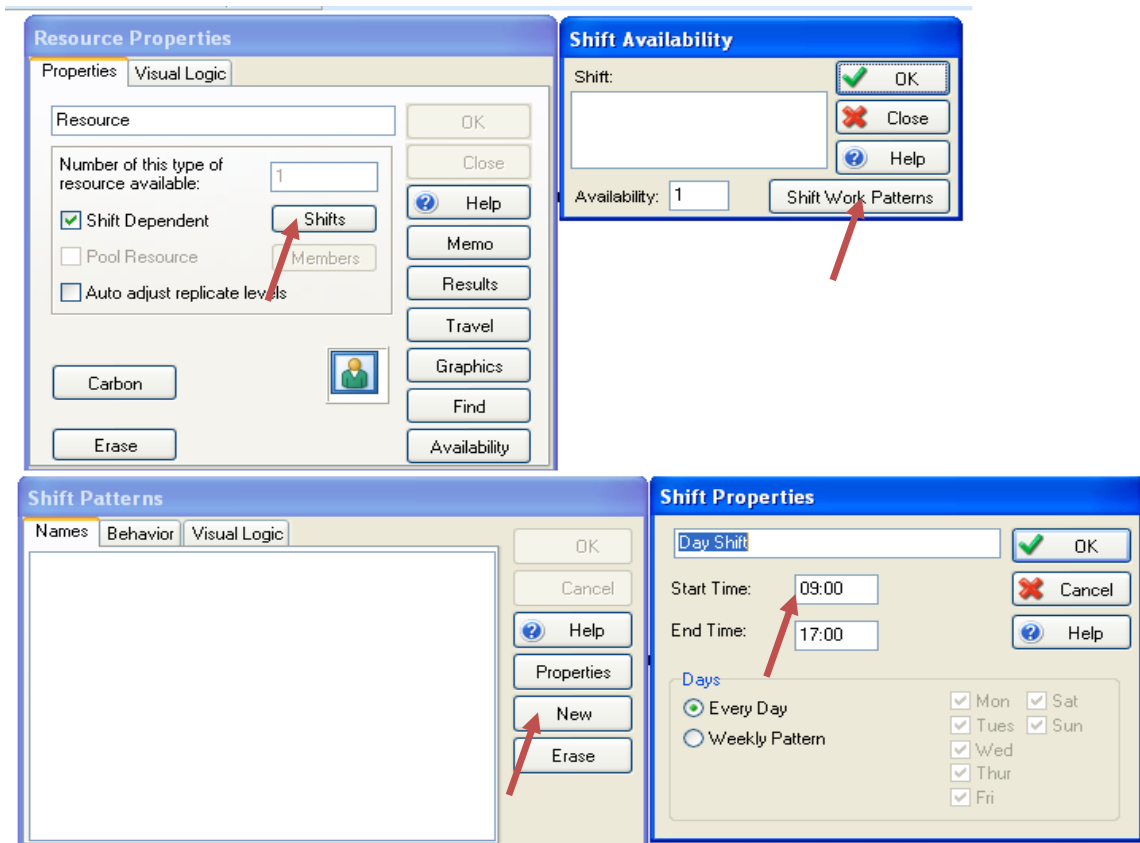 Resource Properties
Properties Visual Logic
Resource
OK
Number of this type of
resource available:
1
Close
Help
Shift Dependent
Shifts
Memo
Pool Resource
Members
Results
Auto adjust replicate levels
Travel
Graphics
Carbon
Find
Erase
Availability
Shift Availability
Shift:
OK
Close
Help
Availability: 1
Shift Work Patterns
Shift Patterns
Names Behavior Visual Logic
OK
Cancel
Help
Properties
New
Erase
Shift Properties
Day Shift
OK
Start Time: 09:00
Cancel
End Time: 17:00
Help
Days
Every Day
Weekly Pattern
Mon Sat
Tues Sun
Wed
Thur
Fri